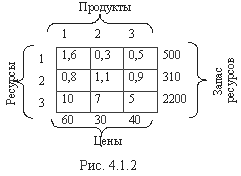 Продукты
1 2 3
1 1,6 0,3 0,5 500
2 0,8 1,1 0,9 310
3 10 7 5 2200
60 30 40
Цены
Ресурсы
Запас
ресурсов
Рис. 4.1.2